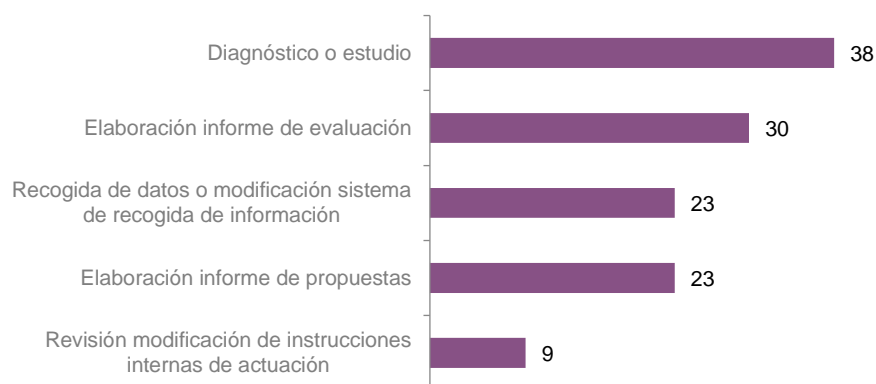 Diagnóstico o estudio
38
Elaboración informe de evaluación
30
Recogida de datos o modificación sistema
de recogida de información
23
Elaboración informe de propuestas
23
Revisión modificación de instrucciones
internas de actuación
9